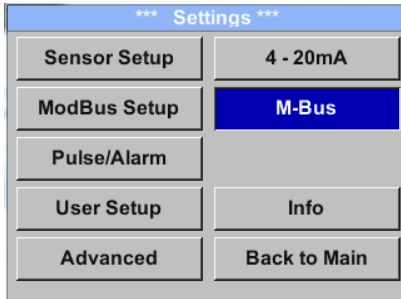 *** Settings ***
Sensor Setup
4 - 20mA
ModBus Setup
M-Bus
Pulse/Alarm
User Setup
Info
Advanced
Back to Main